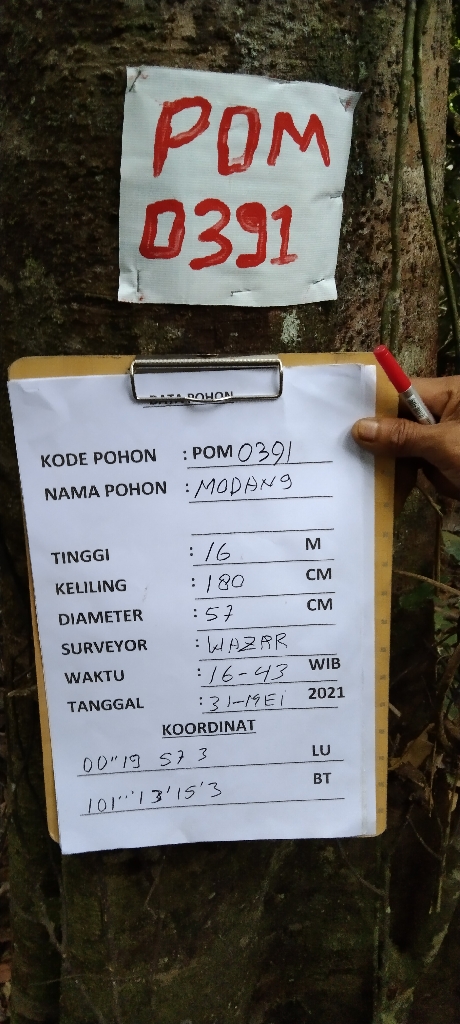 POM
0391
DATA POHON
KODE POHON : POM 0391
NAMA POHON : MODANG
TINGGI : 16 M
KELILING : 180 CM
DIAMETER : 57 CM
SURVEYOR : WAZAR
WAKTU : 16-43 WIB
TANGGAL : 31-MEi 2021
KOORDINAT
00"19 57 3 LU
101"'13'15'3 BT